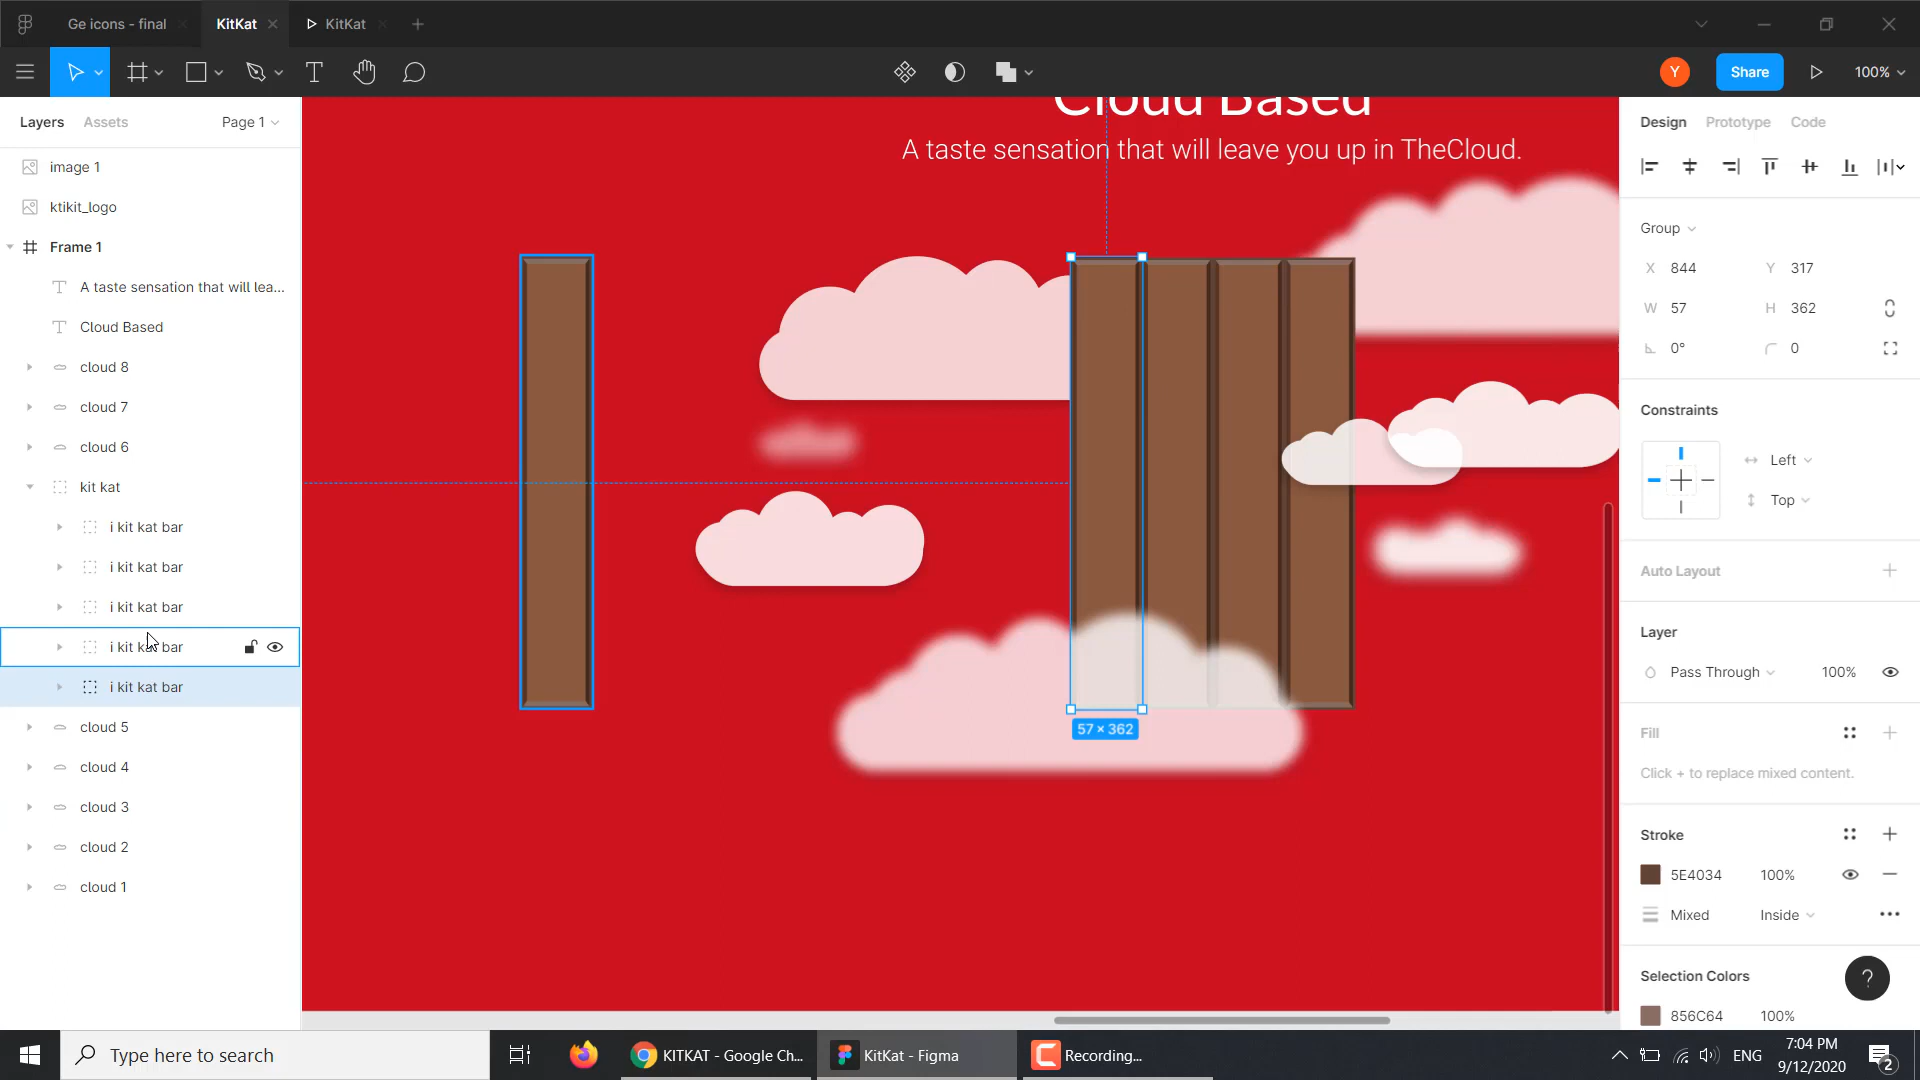 Ge icons - final
KitKat
KitKat
Y
Share
100%
Layers
Assets
Page 1
image 1
ktikit_logo
Frame 1
A taste sensation that will lea...
Cloud Based
cloud 8
cloud 7
cloud 6
kit kat
i kit kat bar
i kit kat bar
i kit kat bar
i kit kat bar
i kit kat bar
cloud 5
cloud 4
cloud 3
cloud 2
cloud 1
Cloud Based
A taste sensation that will leave you up in TheCloud.
57 × 362
Design
Prototype
Code
Group
X 844
Y 317
W 57
H 362
0°
0
Constraints
Left
Top
Auto Layout
Layer
Pass Through
100%
Fill
Click + to replace mixed content.
Stroke
5E4034
100%
Mixed
Inside
Selection Colors
856C64
100%
?
Type here to search
KITKAT - Google Ch...
KitKat - Figma
Recording...
ENG
7:04 PM
9/12/2020
2